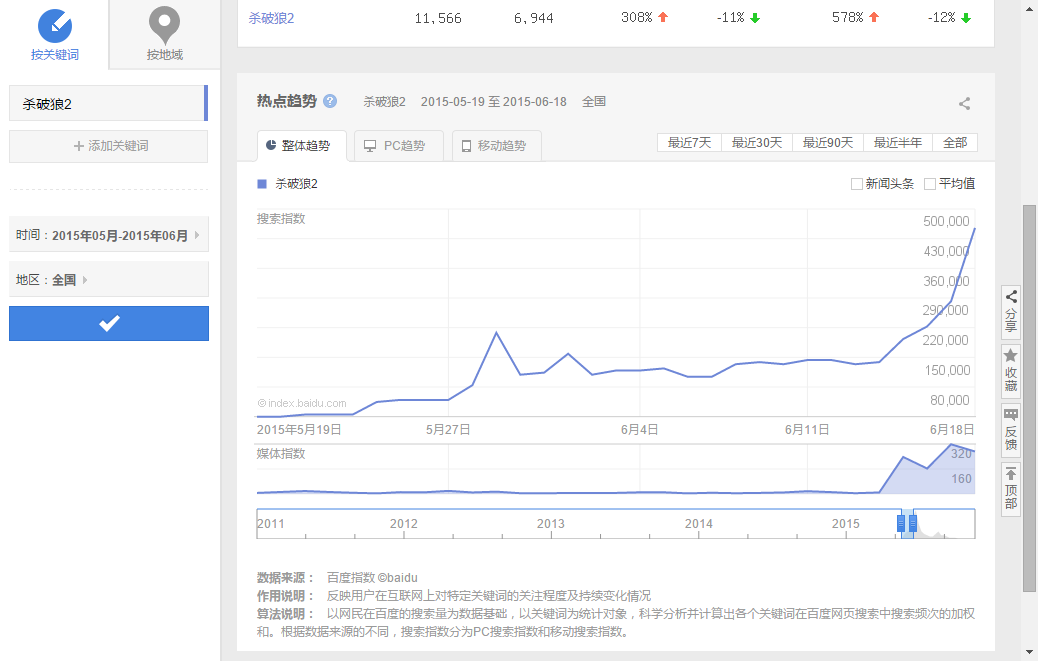 按关键词
按地域
杀破狼2
添加关键词
时间：2015年05月-2015年06月
地区：全国
杀破狼2 11,566 6,944 308% -11% 578% -12%
热点趋势 ? 杀破狼2 2015-05-19 至 2015-06-18 全国
整体趋势 PC趋势 移动趋势 最近7天 最近30天 最近90天 最近半年 全部
杀破狼2 新闻头条 平均值
搜索指数
500,000
430,000
360,000
290,000
220,000
150,000
80,000
©index.baidu.com
2015年5月19日 5月27日 6月4日 6月11日 6月18日
媒体指数
320
160
2011 2012 2013 2014 2015
数据来源： 百度指数 ©baidu
作用说明： 反映用户在互联网上对特定关键词的关注程度及持续变化情况
算法说明： 以网民在百度的搜索量为数据基础，以关键词为统计对象，科学分析并计算出各个关键词在百度网页搜索中搜索频次的加权
和。根据数据来源的不同，搜索指数分为PC搜索指数和移动搜索指数。
分享
收藏
反馈
顶部